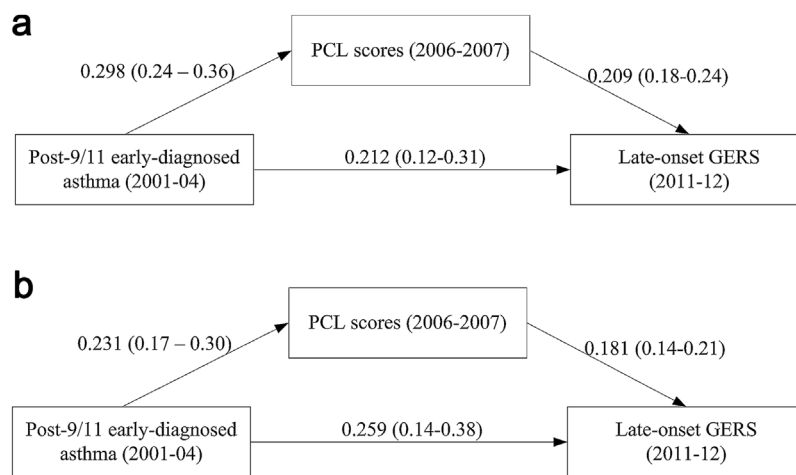 a
PCL scores (2006-2007)
0.298 (0.24 – 0.36)
0.209 (0.18-0.24)
Post-9/11 early-diagnosed
asthma (2001-04)
0.212 (0.12-0.31)
Late-onset GERS
(2011-12)
b
PCL scores (2006-2007)
0.231 (0.17 – 0.30)
0.181 (0.14-0.21)
Post-9/11 early-diagnosed
asthma (2001-04)
0.259 (0.14-0.38)
Late-onset GERS
(2011-12)